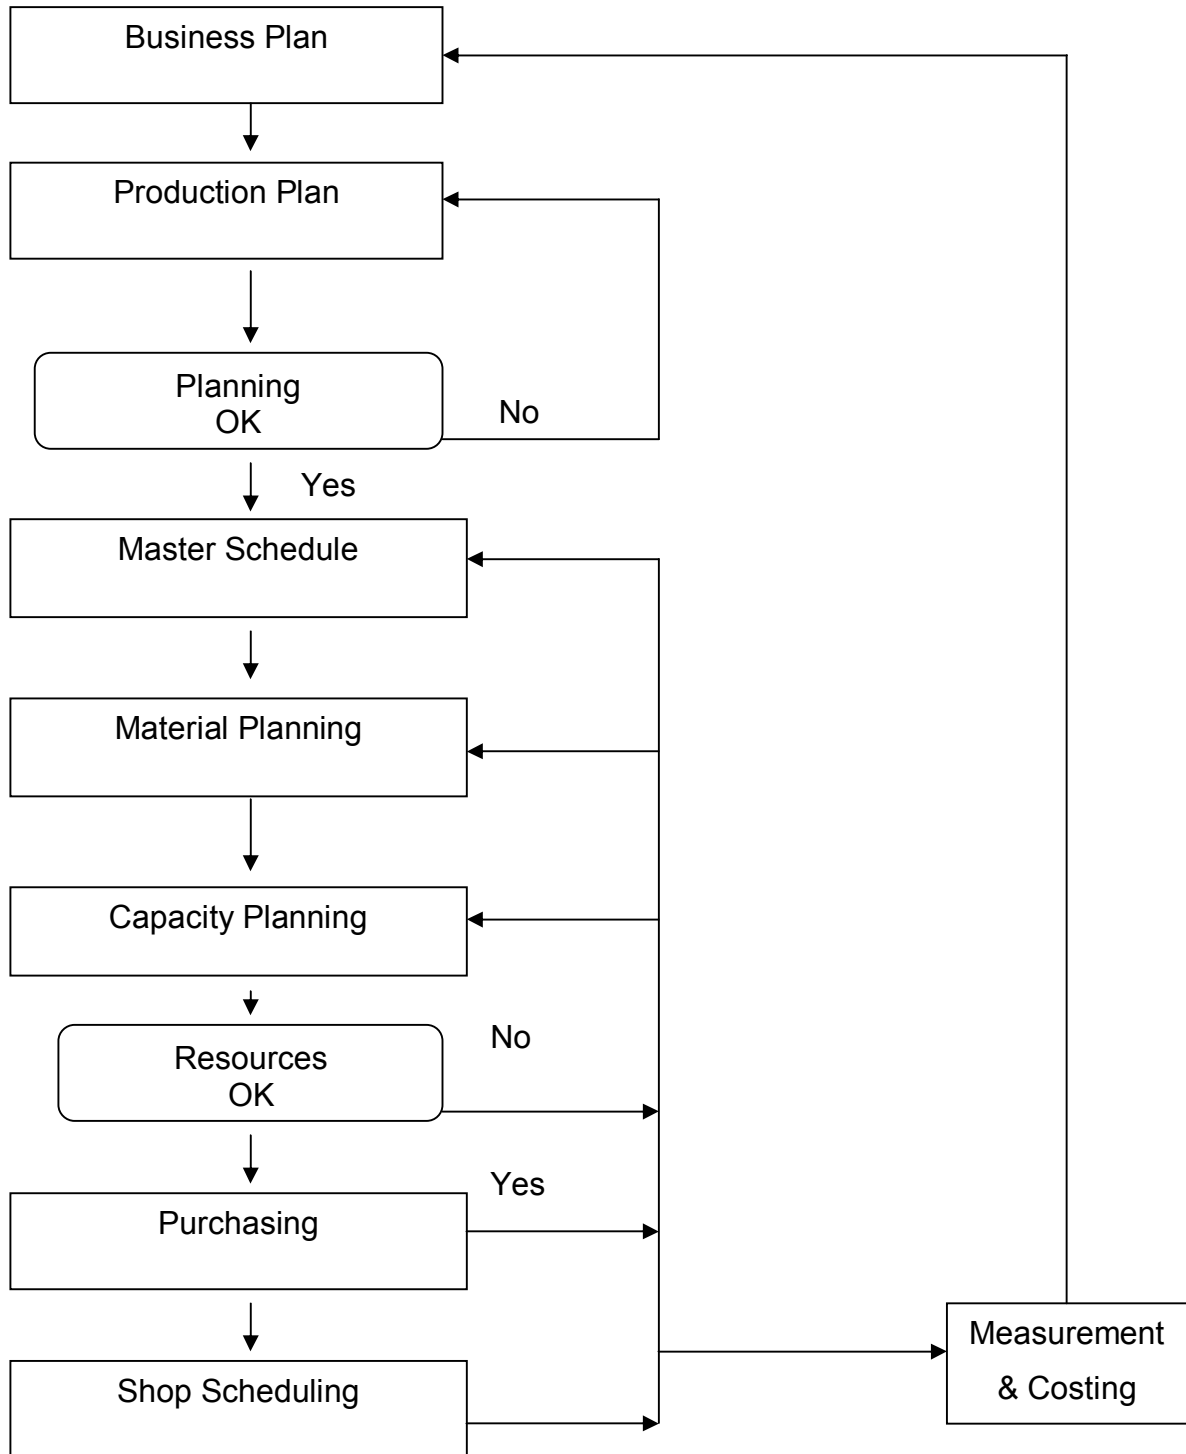 Business Plan
Production Plan
Planning
OK
No
Yes
Master Schedule
Material Planning
Capacity Planning
No
Resources
OK
Yes
Purchasing
Measurement
& Costing
Shop Scheduling